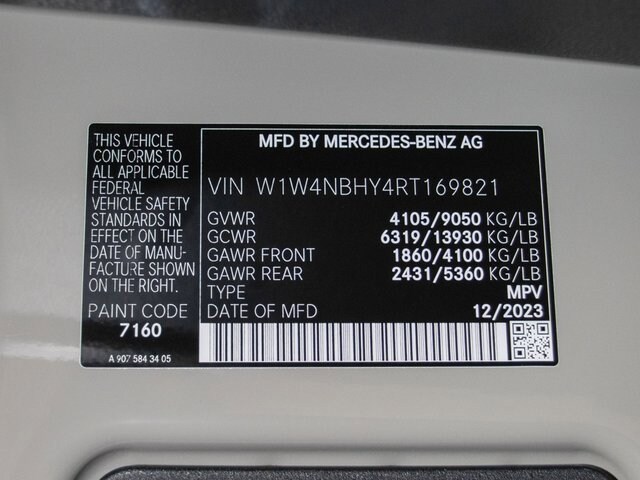 THIS VEHICLE
CONFORMS TO
ALL APPLICABLE
FEDERAL
VEHICLE SAFETY
STANDARDS IN
EFFECT ON THE
DATE OF MANU-
FACTURE SHOWN
ON THE RIGHT.
PAINT CODE
7160
A 907 584 34 05
MFD BY MERCEDES-BENZ AG
VIN W1W4NBHY4RT169821
GVWR 4105/9050 KG/LB
GCWR 6319/13930 KG/LB
GAWR FRONT 1860/4100 KG/LB
GAWR REAR 2431/5360 KG/LB
TYPE MPV
DATE OF MFD 12/2023